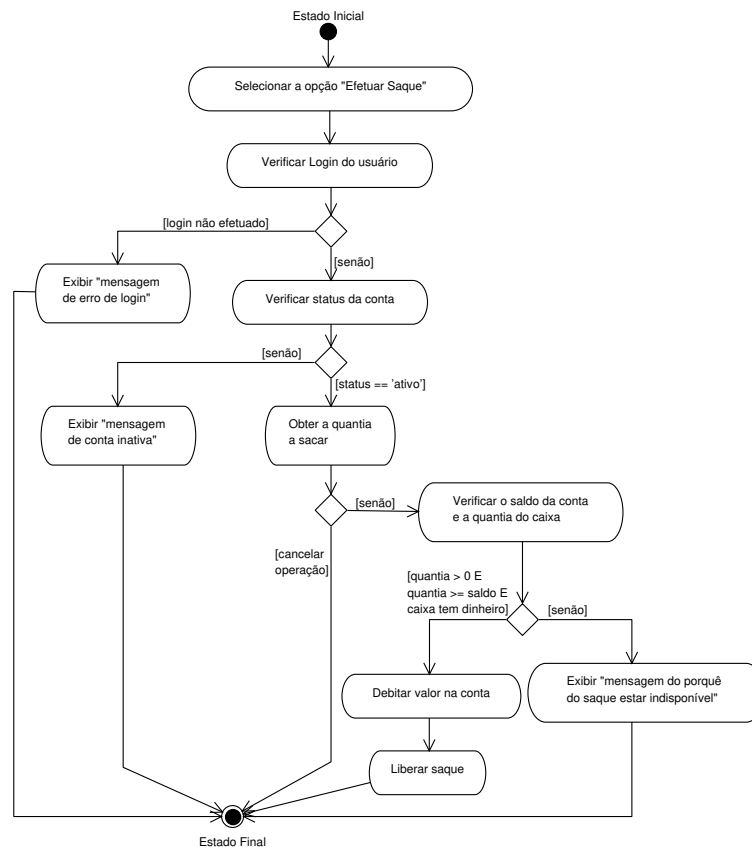 Estado Inicial
Selecionar a opção "Efetuar Saque"
Verificar Login do usuário
[login não efetuado]
[senão]
Exibir "mensagem
de erro de login"
Verificar status da conta
[senão]
[status == 'ativo']
Exibir "mensagem
de conta inativa"
Obter a quantia
a sacar
[senão]
Verificar o saldo da conta
e a quantia do caixa
[cancelar
operação]
[quantia > 0 E
quantia >= saldo E
caixa tem dinheiro]
[senão]
Debitar valor na conta
Exibir "mensagem do porquê
do saque estar indisponível"
Liberar saque
Estado Final